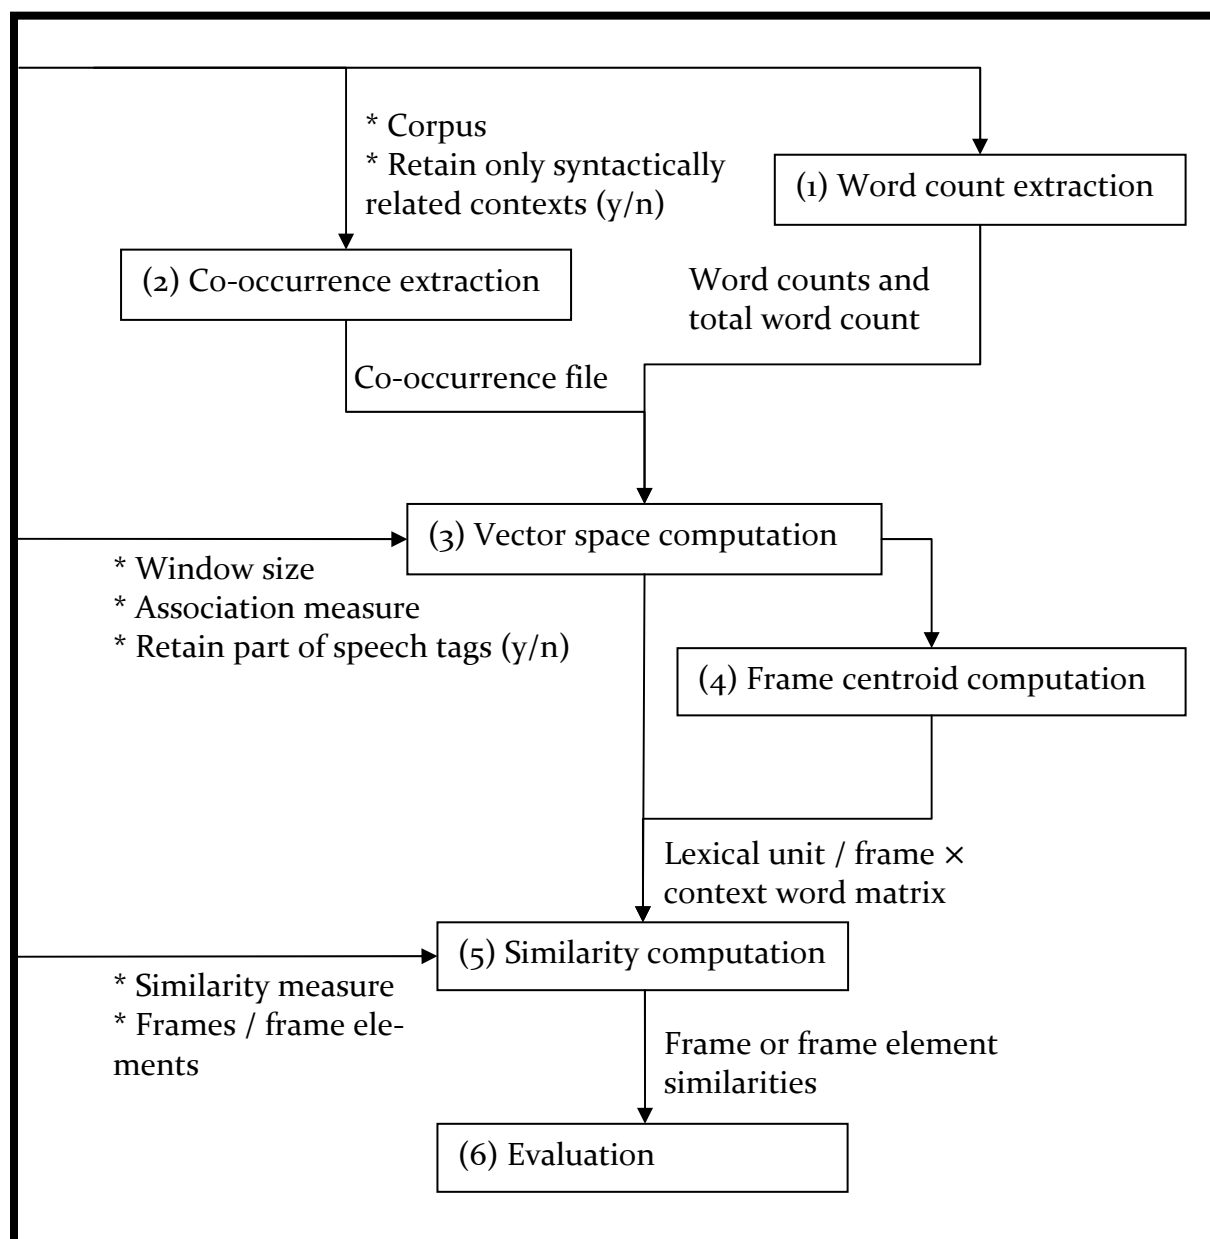 * Corpus
* Retain only syntactically
related contexts (y/n)
(1) Word count extraction
(2) Co-occurrence extraction
Word counts and
total word count
Co-occurrence file
(3) Vector space computation
* Window size
* Association measure
* Retain part of speech tags (y/n)
(4) Frame centroid computation
Lexical unit / frame ×
context word matrix
(5) Similarity computation
* Similarity measure
* Frames / frame ele-
ments
Frame or frame element
similarities
(6) Evaluation